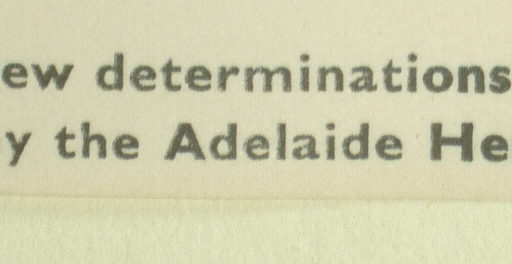 ew determinations
y the Adelaide He